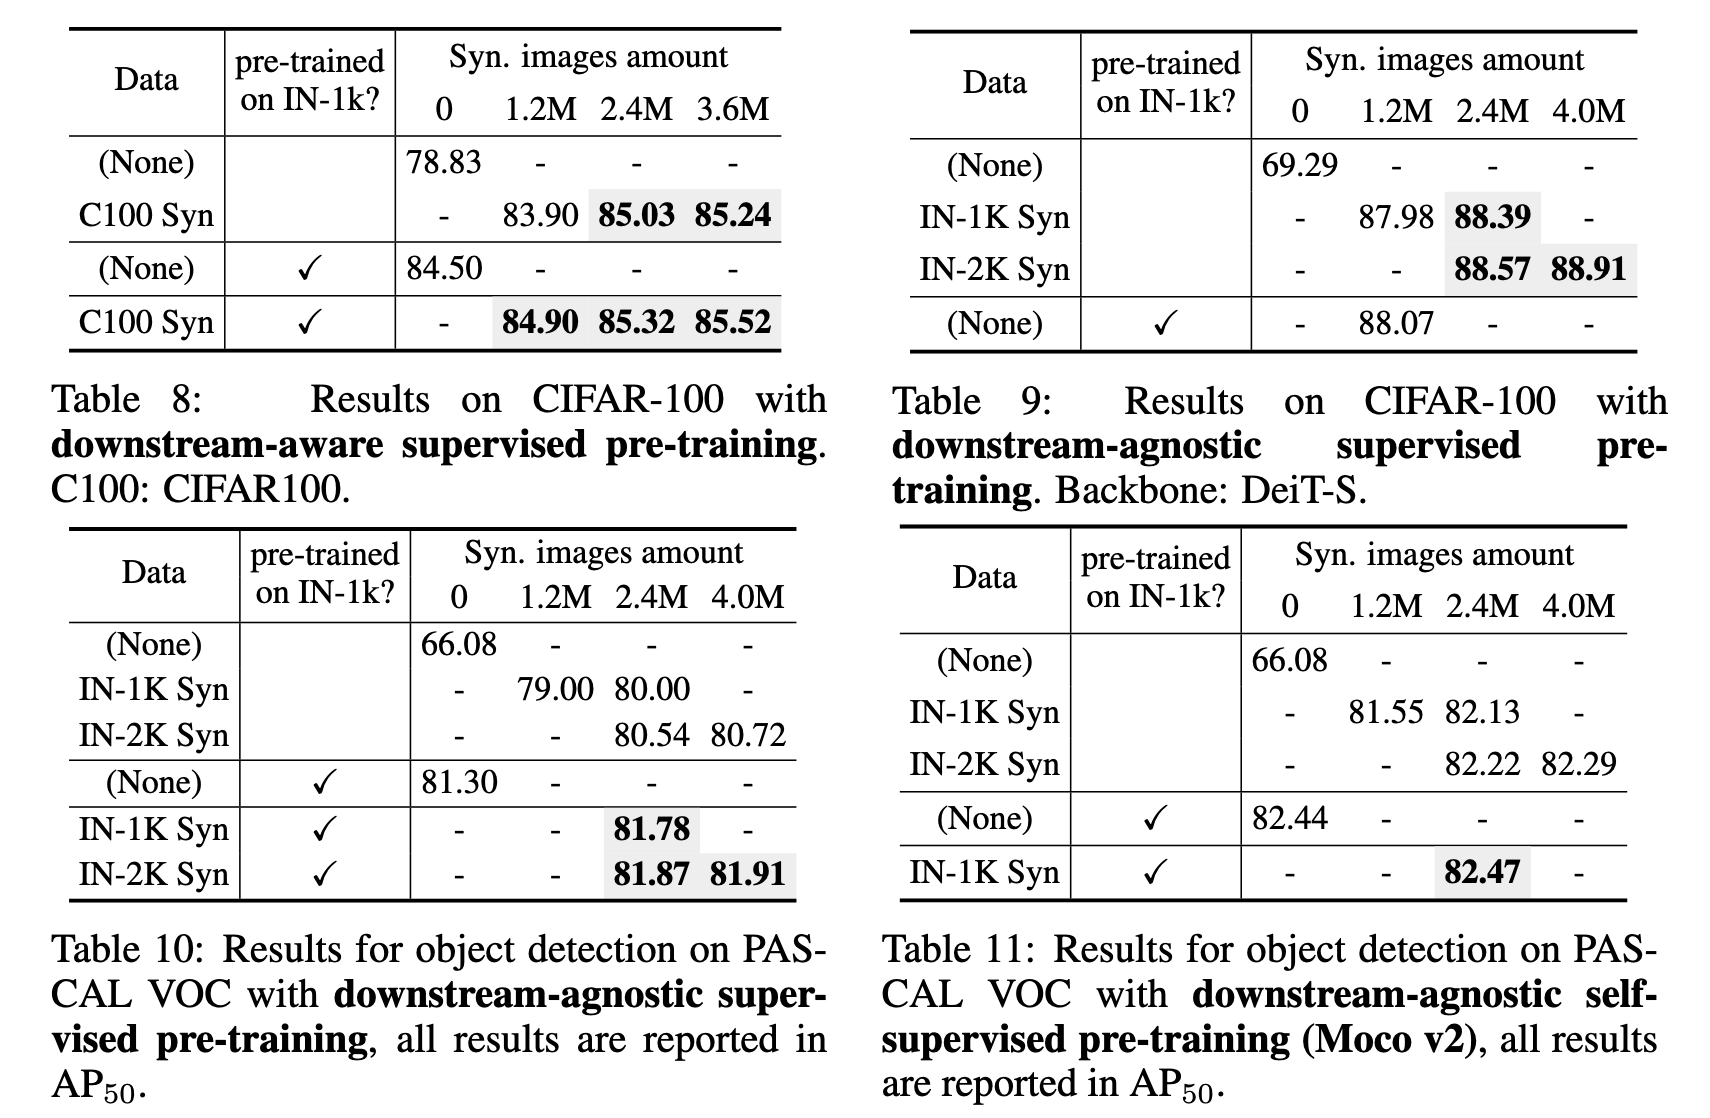 Data | pre-trained on IN-1k? | Syn. images amount
0 1.2M 2.4M 3.6M
(None) 78.83 - - -
C100 Syn - 83.90 85.03 85.24
(None) ✓ 84.50 - - -
C100 Syn ✓ - 84.90 85.32 85.52
Table 8: Results on CIFAR-100 with
downstream-aware supervised pre-training.
C100: CIFAR100.
Data | pre-trained on IN-1k? | Syn. images amount
0 1.2M 2.4M 4.0M
(None) 69.29 - - -
IN-1K Syn - 87.98 88.39 -
IN-2K Syn - - 88.57 88.91
(None) ✓ - 88.07 - -
Table 9: Results on CIFAR-100 with
downstream-agnostic supervised pre-
training. Backbone: DeiT-S.
Data | pre-trained on IN-1k? | Syn. images amount
0 1.2M 2.4M 4.0M
(None) 66.08 - - -
IN-1K Syn - 79.00 80.00 -
IN-2K Syn - - 80.54 80.72
(None) ✓ 81.30 - - -
IN-1K Syn ✓ - - 81.78 -
IN-2K Syn ✓ - - 81.87 81.91
Table 10: Results for object detection on PAS-
CAL VOC with downstream-agnostic super-
vised pre-training, all results are reported in
AP50.
Data | pre-trained on IN-1k? | Syn. images amount
0 1.2M 2.4M 4.0M
(None) 66.08 - - -
IN-1K Syn - 81.55 82.13 -
IN-2K Syn - - 82.22 82.29
(None) ✓ 82.44 - - -
IN-1K Syn ✓ - - 82.47 -
Table 11: Results for object detection on PAS-
CAL VOC with downstream-agnostic self-
supervised pre-training (Moco v2), all results
are reported in AP50.